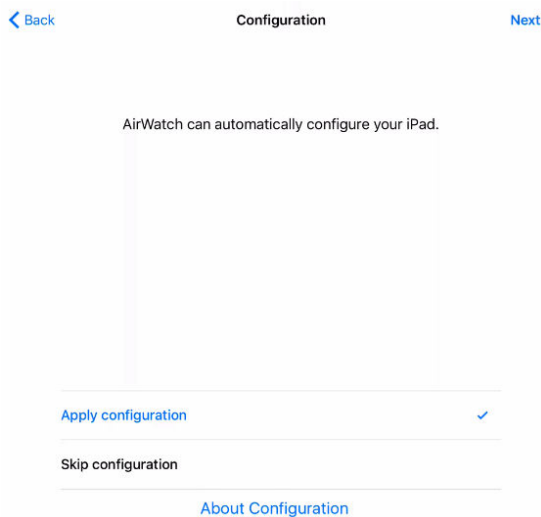 Back
Configuration
Next
AirWatch can automatically configure your iPad.
Apply configuration
Skip configuration
About Configuration